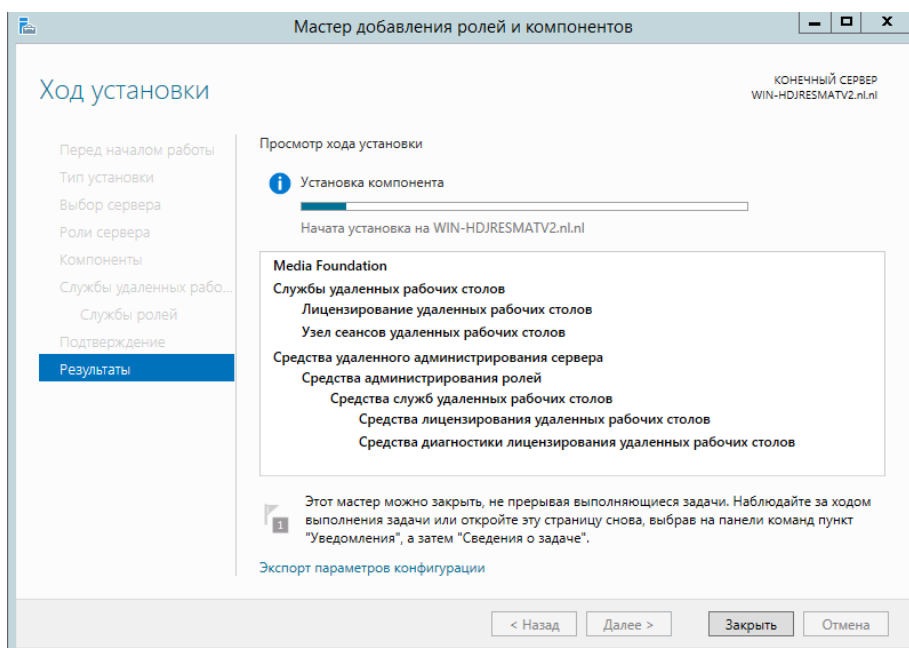 Мастер добавления ролей и компонентов
Ход установки
КОНЕЧНЫЙ СЕРВЕР
WIN-HDJRESMATV2.nl.nl
Перед началом работы
Тип установки
Выбор сервера
Роли сервера
Компоненты
Службы удаленных рабо...
Службы ролей
Подтверждение
Результаты
Просмотр хода установки
Установка компонента
Начата установка на WIN-HDJRESMATV2.nl.nl
Media Foundation
Службы удаленных рабочих столов
Лицензирование удаленных рабочих столов
Узел сеансов удаленных рабочих столов
Средства удаленного администрирования сервера
Средства администрирования ролей
Средства служб удаленных рабочих столов
Средства лицензирования удаленных рабочих столов
Средства диагностики лицензирования удаленных рабочих столов
1
Этот мастер можно закрыть, не прерывая выполняющиеся задачи. Наблюдайте за ходом
выполнения задачи или откройте эту страницу снова, выбрав на панели команд пункт
"Уведомления", а затем "Сведения о задаче".
Экспорт параметров конфигурации
< Назад
Далее >
Закрыть
Отмена